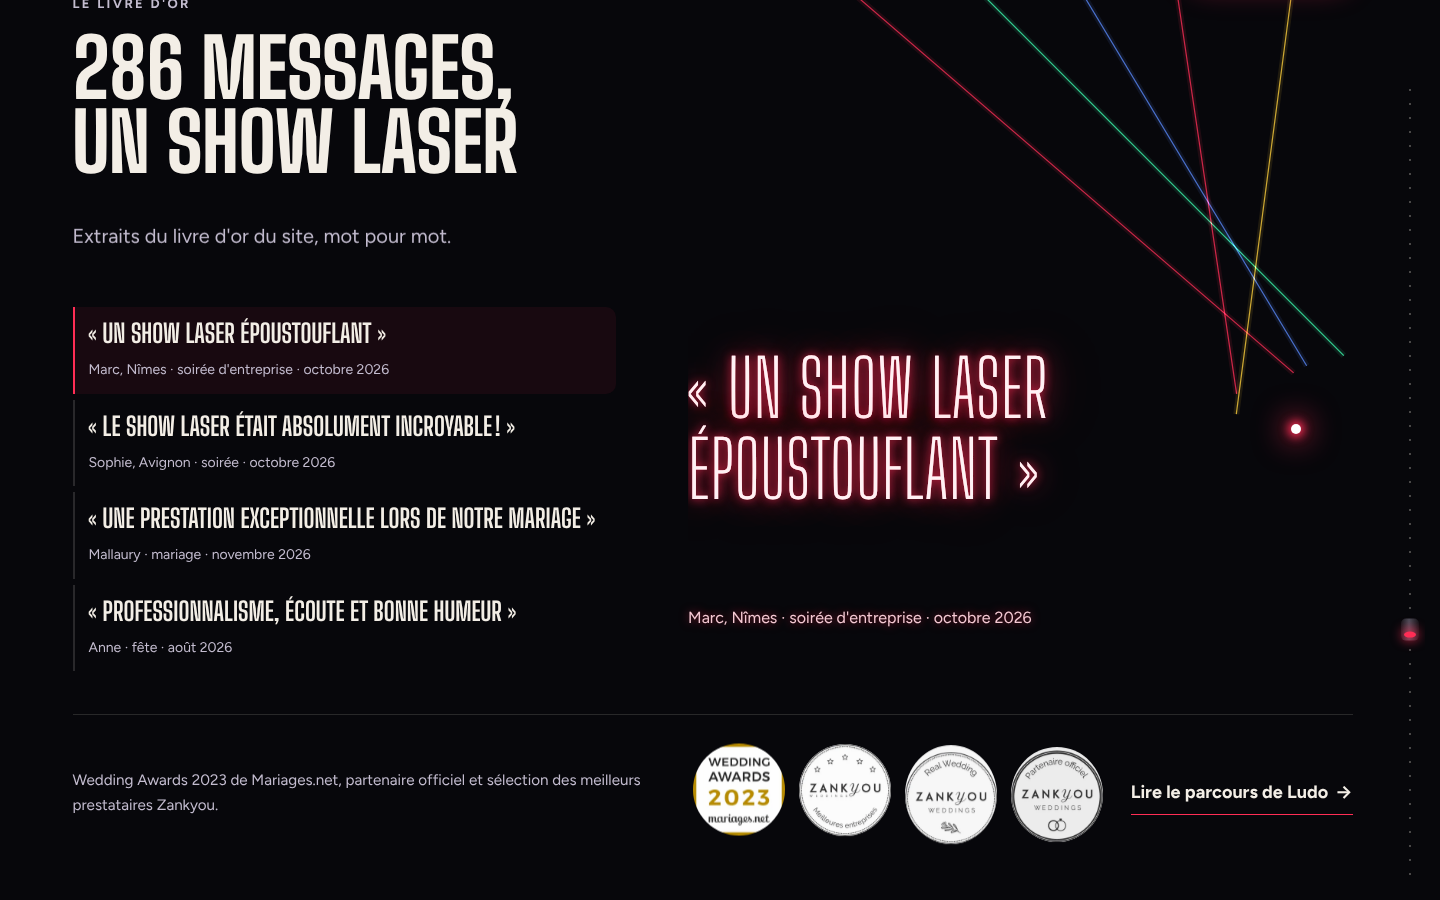 LE LIVRE D'OR
286 MESSAGES,
UN SHOW LASER
Extraits du livre d'or du site, mot pour mot.
« UN SHOW LASER ÉPOUSTOUFLANT »
Marc, Nîmes · soirée d'entreprise · octobre 2026
« LE SHOW LASER ÉTAIT ABSOLUMENT INCROYABLE ! »
Sophie, Avignon · soirée · octobre 2026
« UNE PRESTATION EXCEPTIONNELLE LORS DE NOTRE MARIAGE »
Mallaury · mariage · novembre 2026
« PROFESSIONNALISME, ÉCOUTE ET BONNE HUMEUR »
Anne · fête · août 2026
« UN SHOW LASER
ÉPOUSTOUFLANT »
Marc, Nîmes · soirée d'entreprise · octobre 2026
Wedding Awards 2023 de Mariages.net, partenaire officiel et sélection des meilleurs
prestataires Zankyou.
WEDDING
AWARDS
2023
mariages.net
ZANKYOU
Meilleures entreprises
Real Wedding
ZANKYOU
WEDDINGS
Partenaire officiel
ZANKYOU
WEDDINGS
Lire le parcours de Ludo →